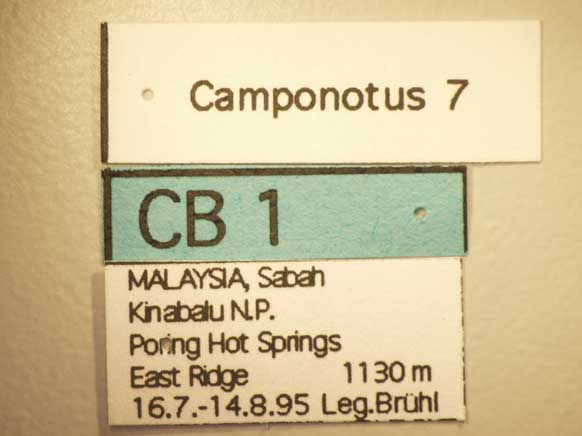 Camponotus 7
CB 1
MALAYSIA, Sabah
Kinabalu N.P.
Poring Hot Springs
East Ridge 1130 m
16.7.-14.8.95 Leg.Brühl